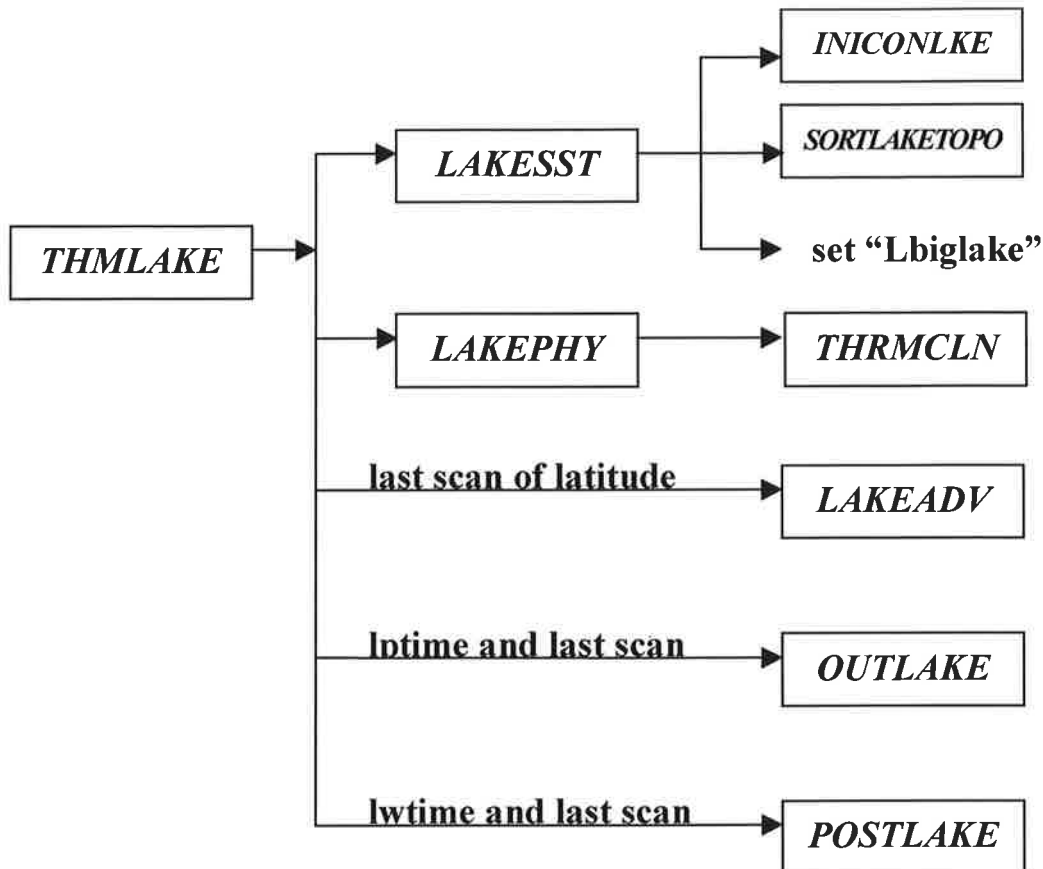 INICONLKE
LAKESST
SORTLAKETOPO
THMLAKE
set “Lbiglake”
LAKEPHY
THRMCLN
last scan of latitude
LAKEADV
lptime and last scan
OUTLAKE
lwtime and last scan
POSTLAKE